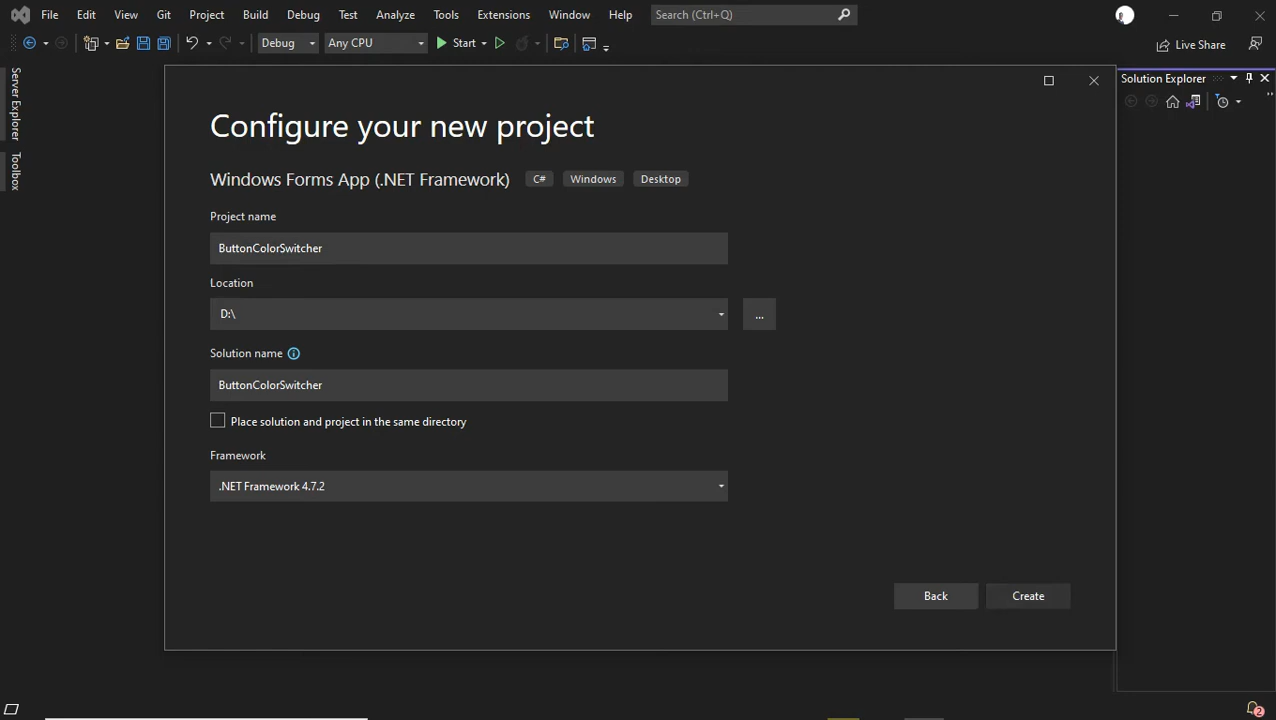 File Edit View Git Project Build Debug Test Analyze Tools Extensions Window Help Search (Ctrl+Q)
Debug Any CPU Start Live Share
Server Explorer
Toolbox
Solution Explorer
Configure your new project
Windows Forms App (.NET Framework) C# Windows Desktop
Project name
ButtonColorSwitcher
Location
D:\
...
Solution name
ButtonColorSwitcher
Place solution and project in the same directory
Framework
.NET Framework 4.7.2
Back Create
2